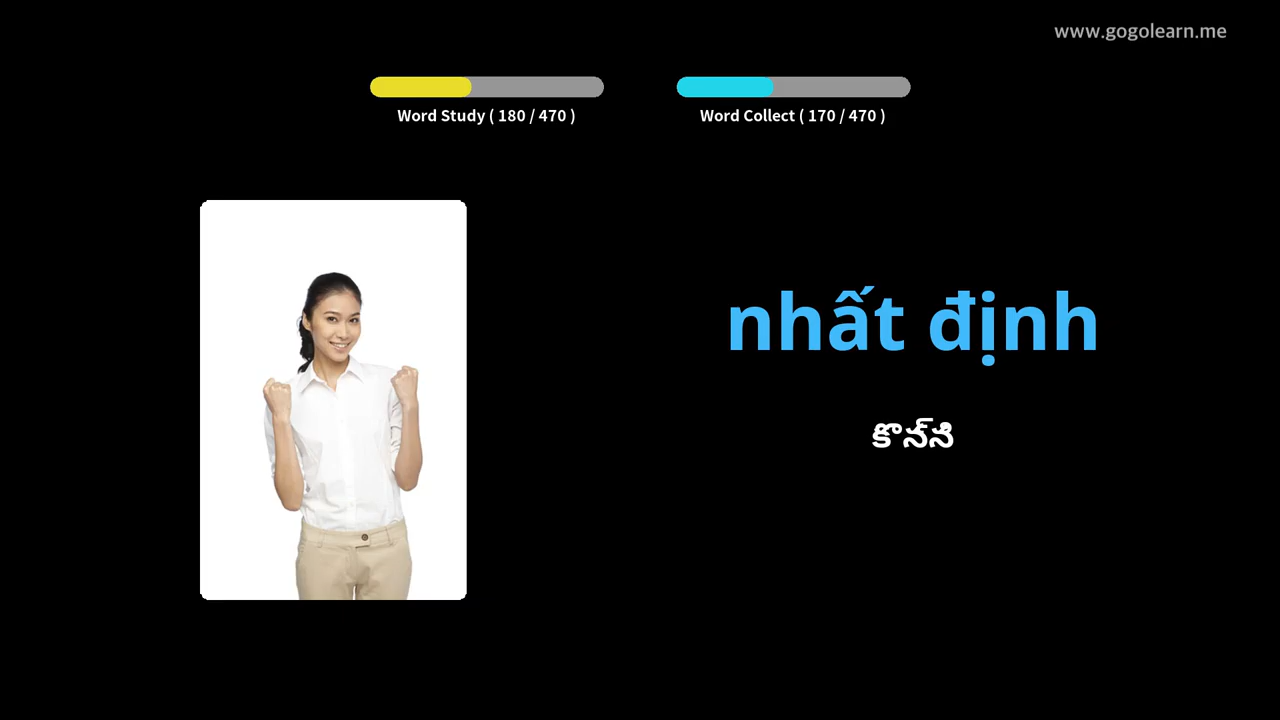 www.gogolearn.me
Word Study ( 180 / 470 )
Word Collect ( 170 / 470 )
nhất định
కొన్ని